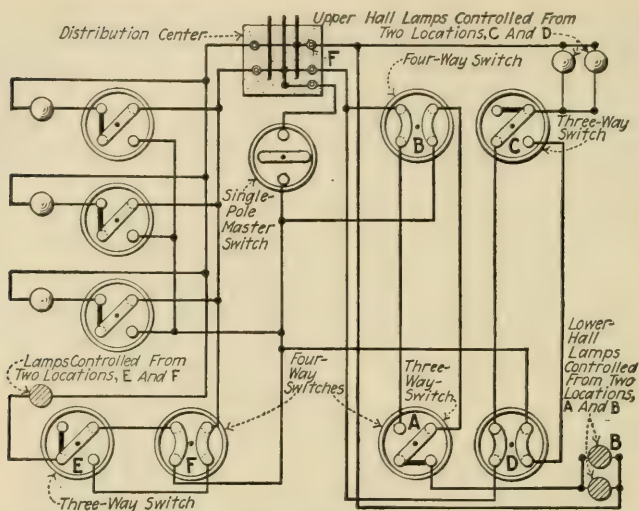 Distribution Center
Upper Hall Lamps Controlled From
Two Locations, C And D
F
Four-Way Switch
B
C
Three-Way
Switch
Single-
Pole
Master
Switch
Lamps Controlled From
Two Locations, E And F
Four-
Way
Switches
Three-
Way-
Switch
Lower-
Hall
Lamps
Controlled
From Two
Locations,
A And B
A
B
E
F
D
Three-Way Switch